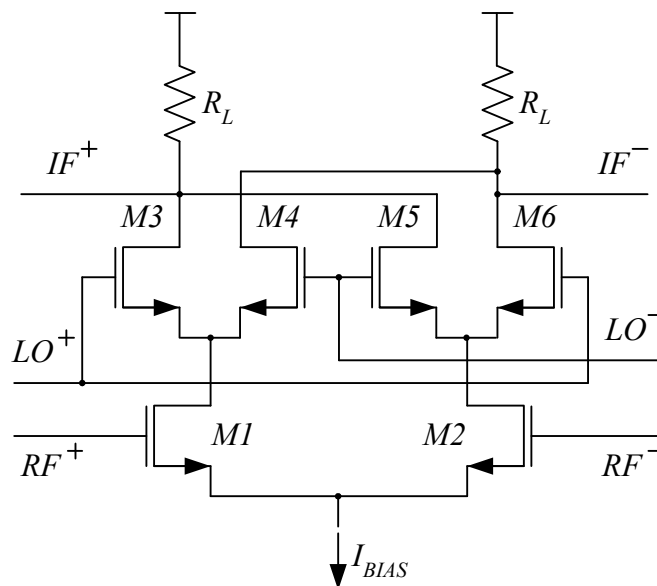 R_L R_L
IF^+ IF^-
M3 M4 M5 M6
LO^+ LO^-
M1 M2
RF^+ RF^-
I_BIAS